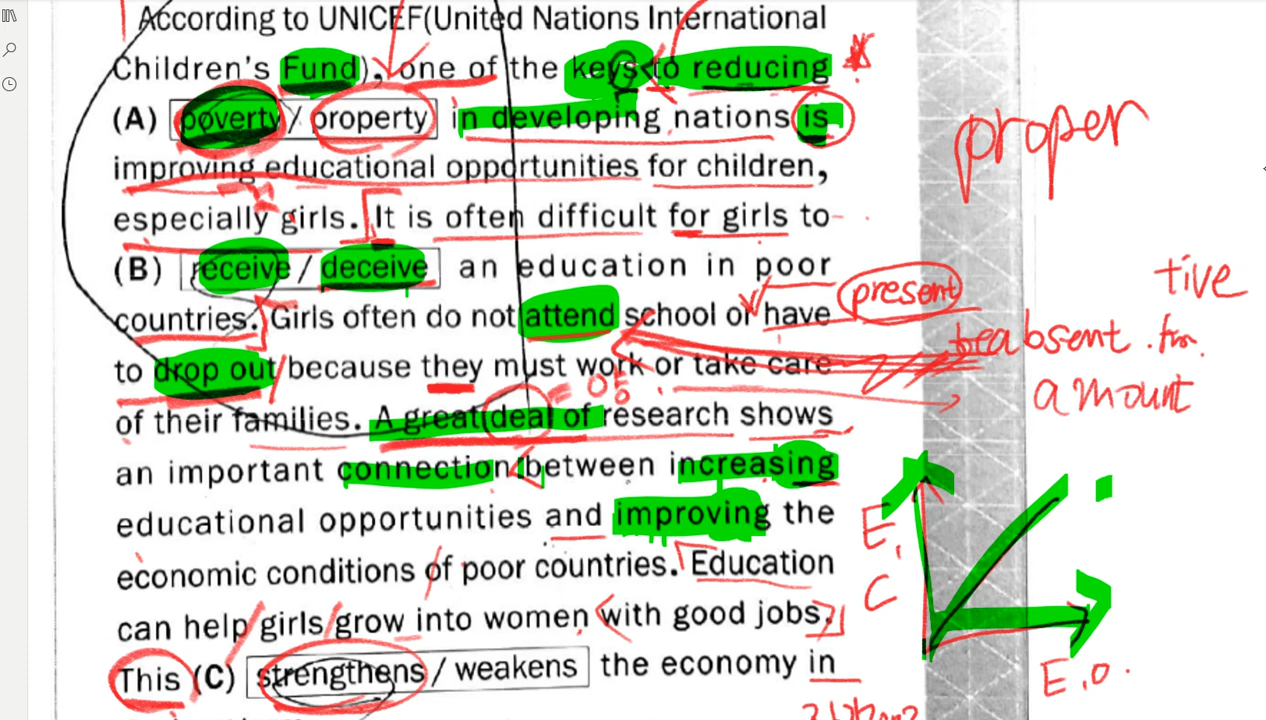 According to UNICEF(United Nations International
Children's Fund), one of the keys to reducing
(A) poverty / property in developing nations is
improving educational opportunities for children,
especially girls. It is often difficult for girls to
(B) receive / deceive an education in poor
countries. Girls often do not attend school or have
to drop out because they must work or take care
of their families. A great deal of research shows
an important connection between increasing
educational opportunities and improving the
economic conditions of poor countries. Education
can help girls grow into women with good jobs.
This (C) strengthens / weakens the economy in
proper
present
tive
absent
amount
E.
C
E.O.